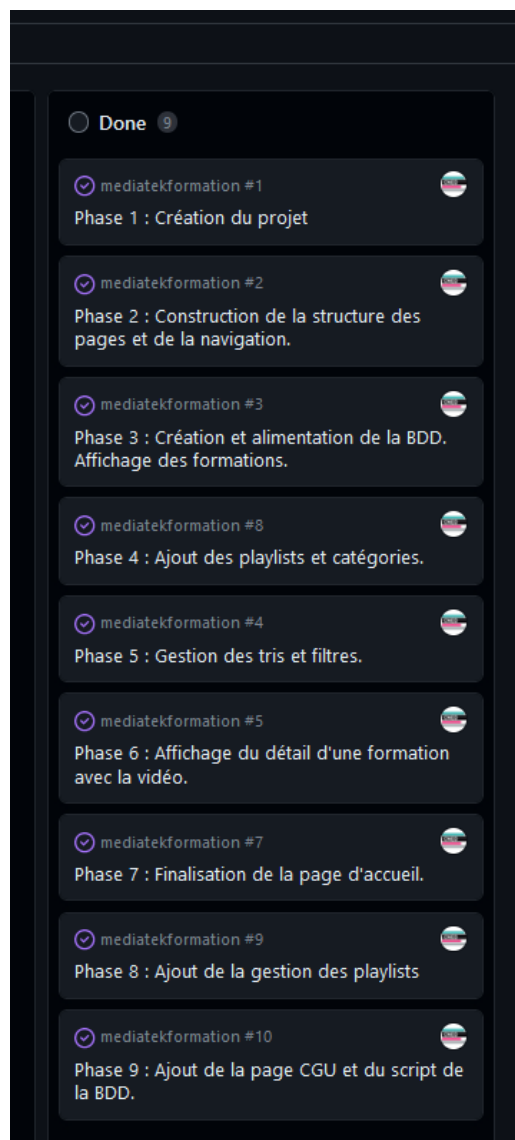 Done 9
mediatekformation #1
Phase 1 : Création du projet
mediatekformation #2
Phase 2 : Construction de la structure des
pages et de la navigation.
mediatekformation #3
Phase 3 : Création et alimentation de la BDD.
Affichage des formations.
mediatekformation #8
Phase 4 : Ajout des playlists et catégories.
mediatekformation #4
Phase 5 : Gestion des tris et filtres.
mediatekformation #5
Phase 6 : Affichage du détail d'une formation
avec la vidéo.
mediatekformation #7
Phase 7 : Finalisation de la page d'accueil.
mediatekformation #9
Phase 8 : Ajout de la gestion des playlists
mediatekformation #10
Phase 9 : Ajout de la page CGU et du script de
la BDD.